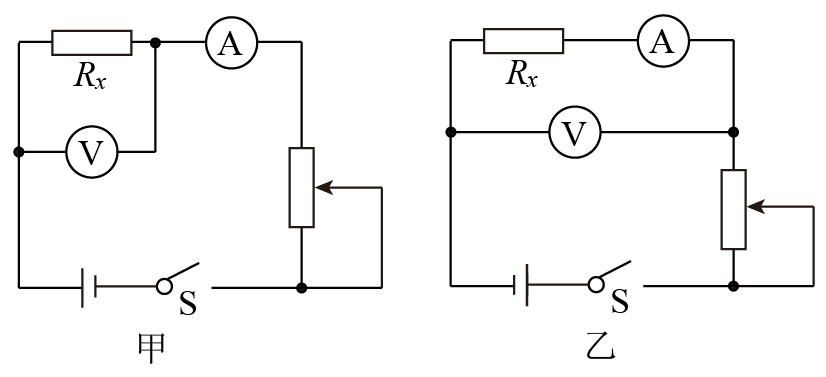 A A
Rx Rx
V V
S S
甲 乙